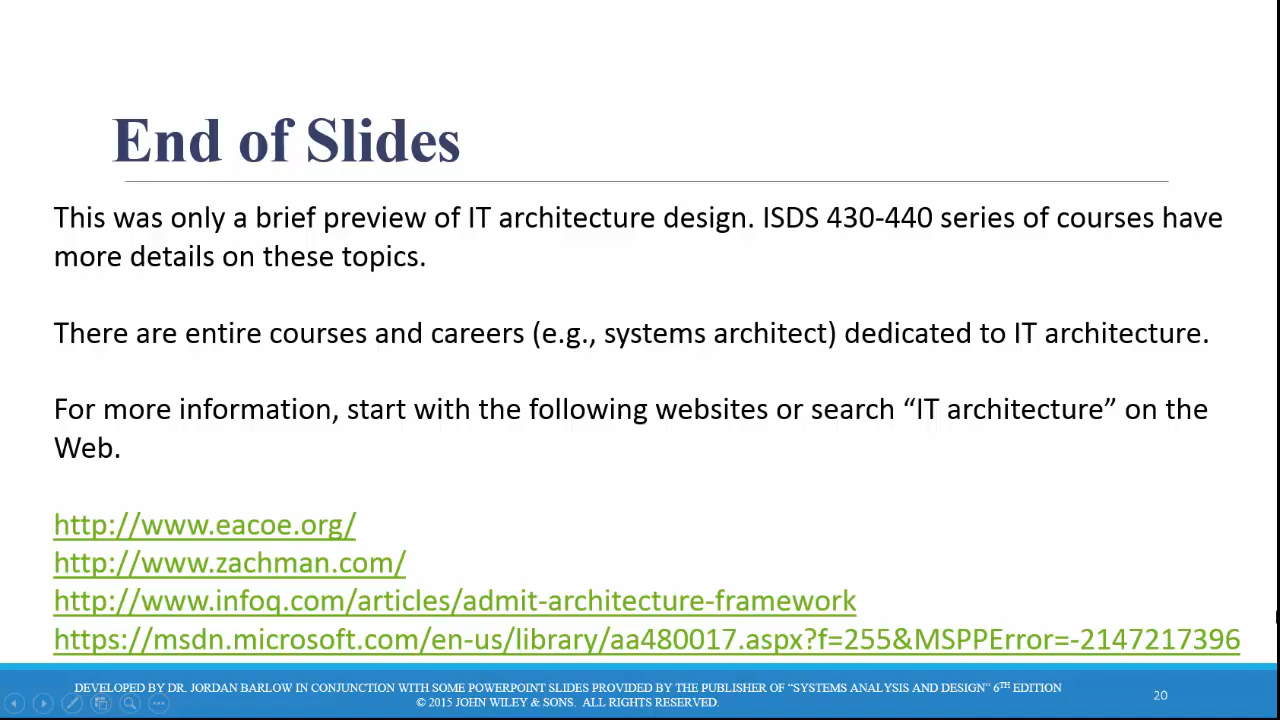 End of Slides
This was only a brief preview of IT architecture design. ISDS 430-440 series of courses have
more details on these topics.
There are entire courses and careers (e.g., systems architect) dedicated to IT architecture.
For more information, start with the following websites or search “IT architecture” on the
Web.
http://www.eacoe.org/
http://www.zachman.com/
http://www.infoq.com/articles/admit-architecture-framework
https://msdn.microsoft.com/en-us/library/aa480017.aspx?f=255&MSPPError=-2147217396
DEVELOPED BY DR. JORDAN BARLOW IN CONJUNCTION WITH SOME POWERPOINT SLIDES PROVIDED BY THE PUBLISHER OF “SYSTEMS ANALYSIS AND DESIGN” 6TH EDITION
© 2015 JOHN WILEY & SONS. ALL RIGHTS RESERVED.
20